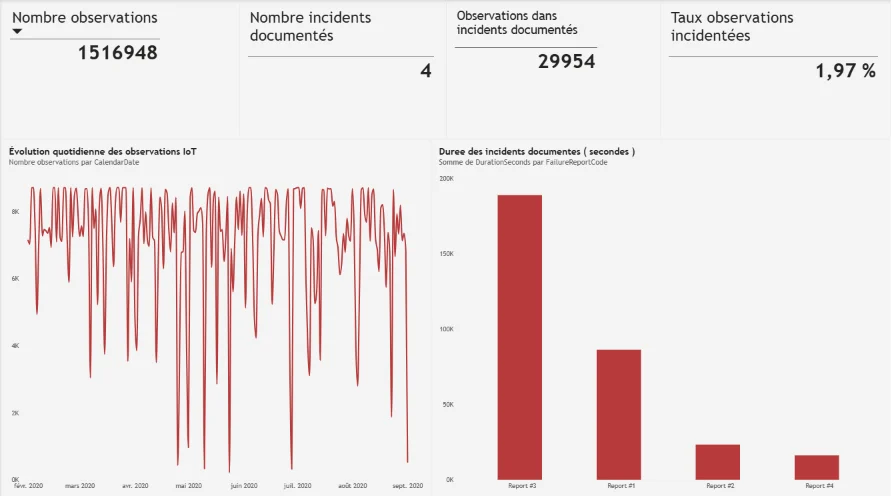 Nombre observations
1516948
Nombre incidents
documentés
4
Observations dans
incidents documentés
29954
Taux observations
incidentées
1,97 %
Évolution quotidienne des observations IoT
Nombre observations par CalendarDate
8K
6K
4K
2K
0K
févr. 2020
mars 2020
avr. 2020
mai 2020
juin 2020
juil. 2020
août 2020
sept. 2020
Duree des incidents documentes ( secondes )
Somme de DurationSeconds par FailureReportCode
200K
150K
100K
50K
0K
Report #3
Report #1
Report #2
Report #4